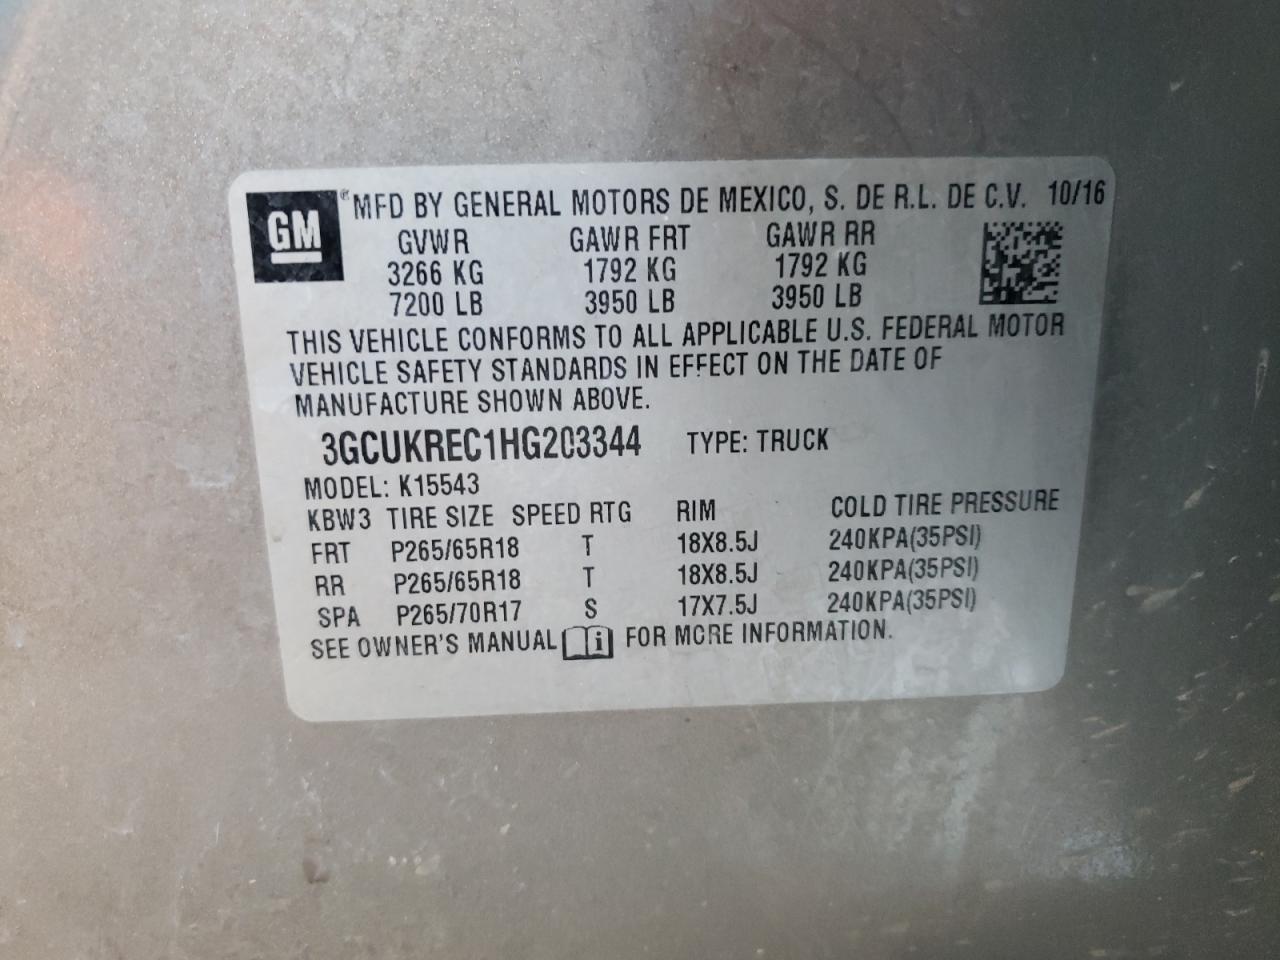 GM ® MFD BY GENERAL MOTORS DE MEXICO, S. DE R.L. DE C.V. 10/16
GVWR GAWR FRT GAWR RR
3266 KG 1792 KG 1792 KG
7200 LB 3950 LB 3950 LB
THIS VEHICLE CONFORMS TO ALL APPLICABLE U.S. FEDERAL MOTOR
VEHICLE SAFETY STANDARDS IN EFFECT ON THE DATE OF
MANUFACTURE SHOWN ABOVE.
3GCUKREC1HG203344 TYPE: TRUCK
MODEL: K15543
KBW3 TIRE SIZE SPEED RTG RIM COLD TIRE PRESSURE
FRT P265/65R18 T 18X8.5J 240KPA(35PSI)
RR P265/65R18 T 18X8.5J 240KPA(35PSI)
SPA P265/70R17 S 17X7.5J 240KPA(35PSI)
SEE OWNER'S MANUAL i FOR MORE INFORMATION.